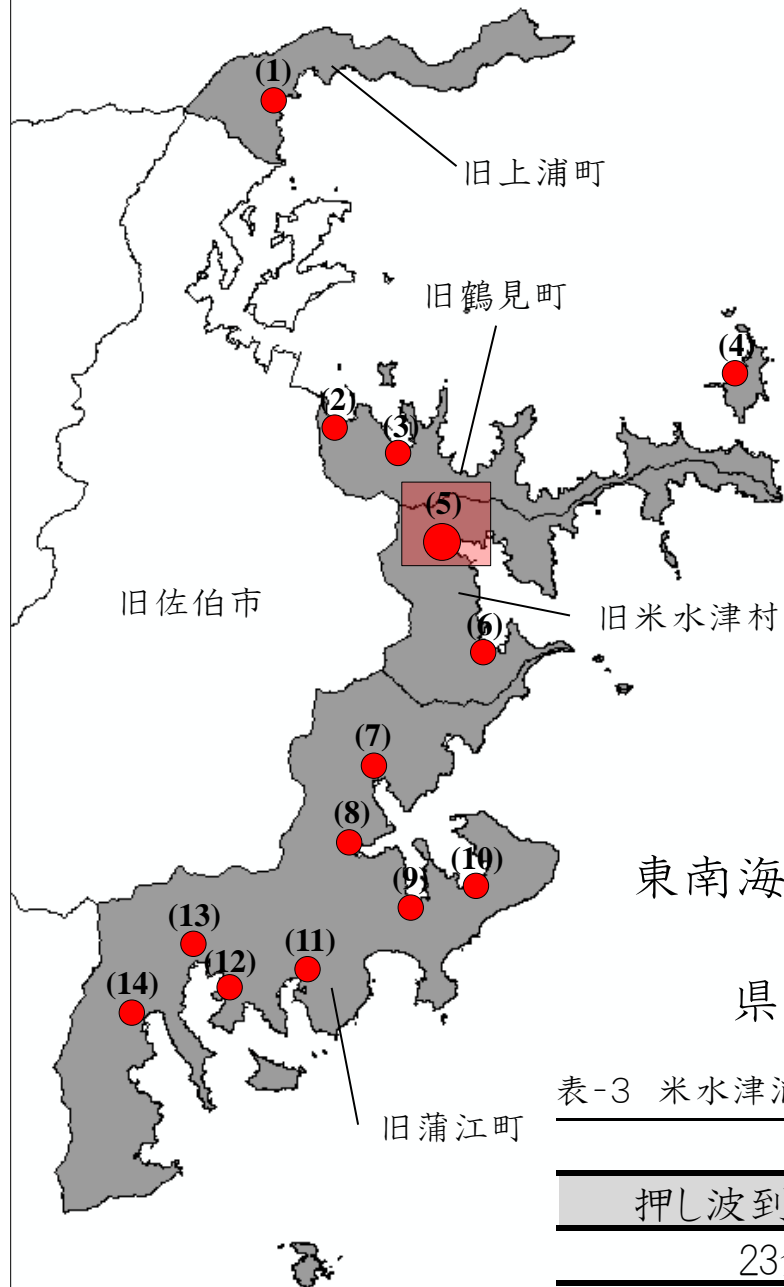 (1)
旧上浦町
旧鶴見町
(4)
(2)
(3)
(5)
旧佐伯市
旧米水津村
(6)
(7)
(8)
(10)
東南海
(9)
(13)
(11)
(12)
県
(14)
表-3 米水津
旧蒲江町
押し波到
23